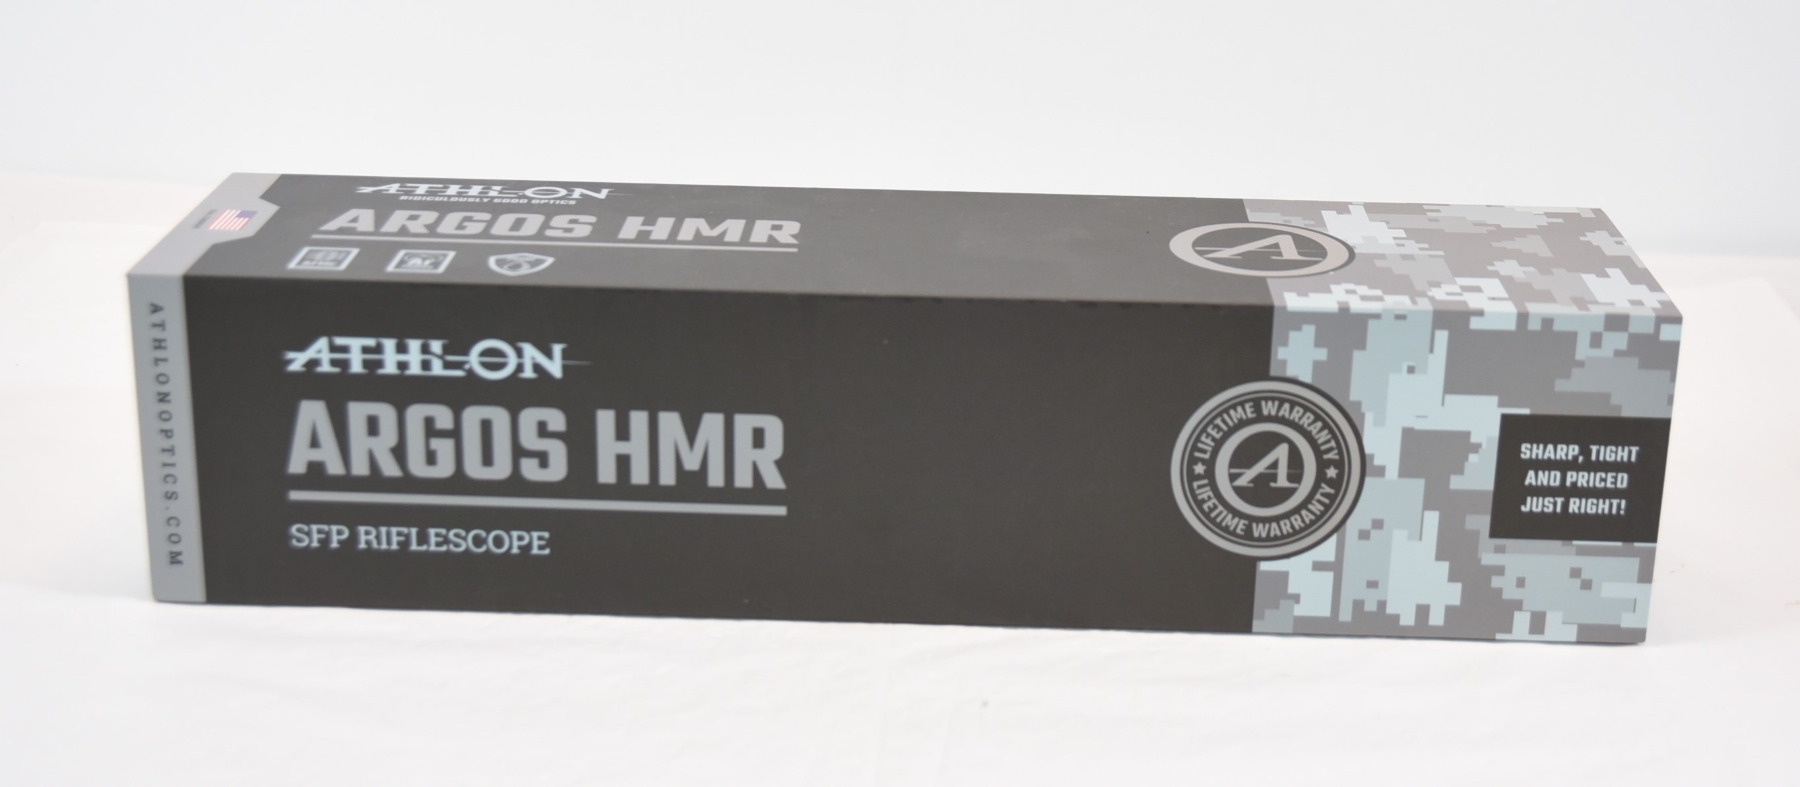 ATHLON
RIDICULOUSLY GOOD OPTICS
ARGOS HMR
ATHLONOPTICS.COM
ATHLON
ARGOS HMR
SFP RIFLESCOPE
LIFETIME WARRANTY
LIFETIME WARRANTY
SHARP, TIGHT
AND PRICED
JUST RIGHT!